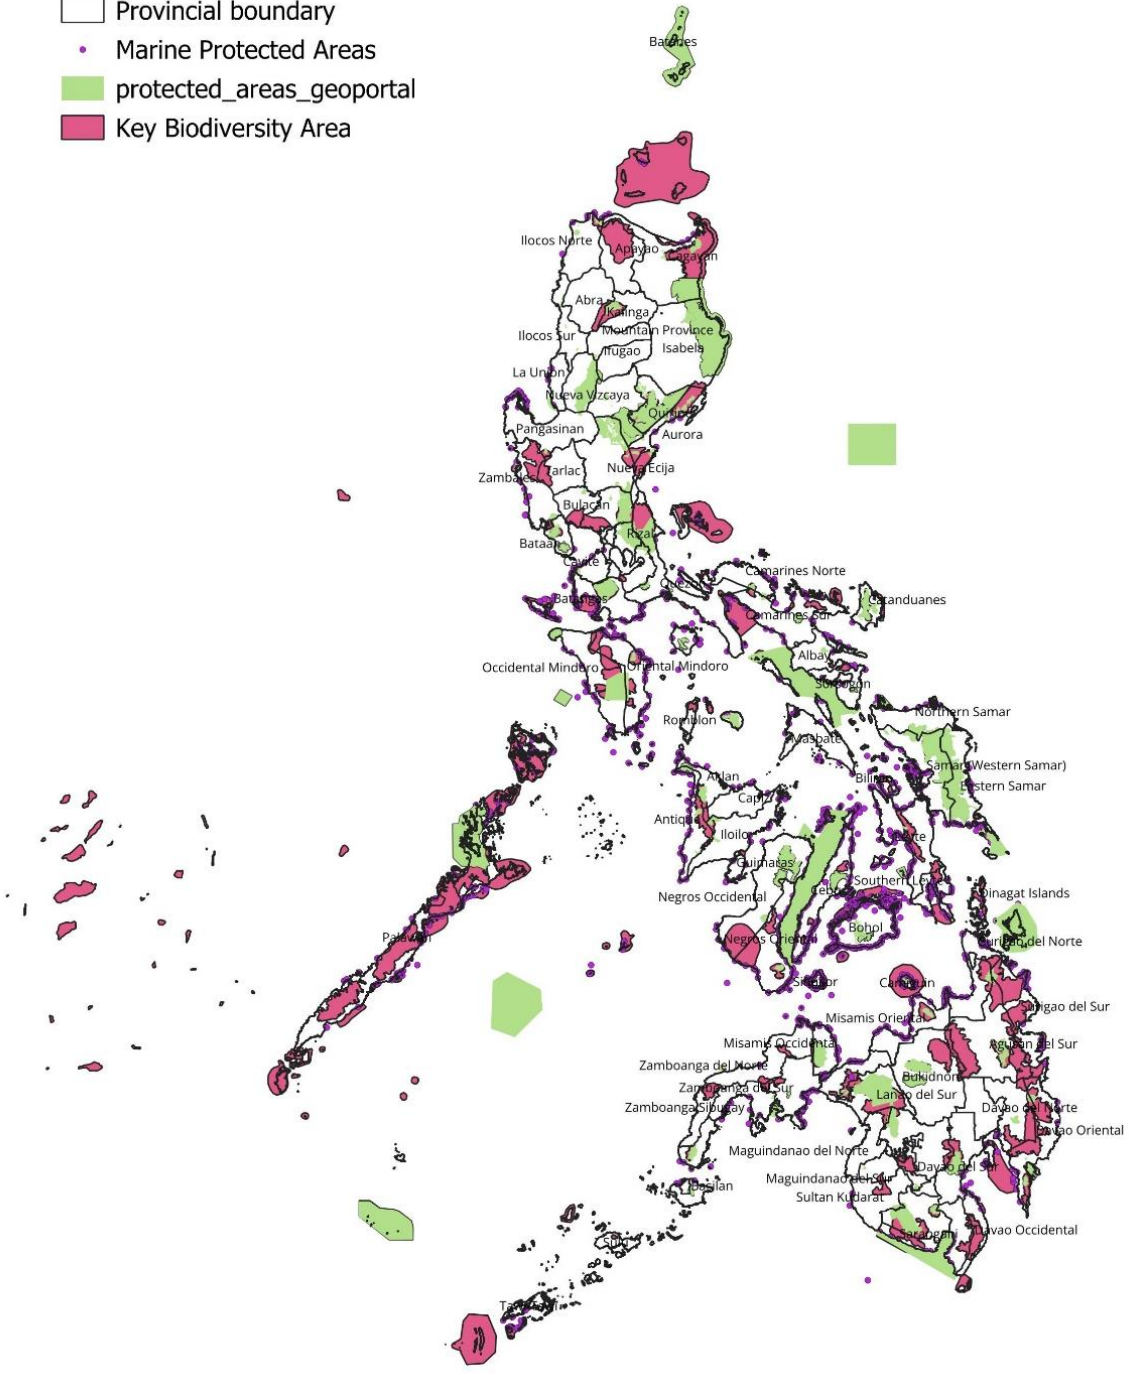 Provincial boundary
Marine Protected Areas
protected_areas_geoportal
Key Biodiversity Area
Batanes
Ilocos Norte
Apayao
Cagayan
Abra
Kalinga
Ilocos Sur
Mountain Province
Ifugao
Isabela
La Union
Nueva Vizcaya
Quirino
Pangasinan
Aurora
Zambales
Tarlac
Nueva Ecija
Bulacan
Rizal
Bataan
Cavite
Camarines Norte
Quezon
Batangas
Catanduanes
Camarines Sur
Albay
Occidental Mindoro
Oriental Mindoro
Sorsogon
Romblon
Northern Samar
Masbate
Samar (Western Samar)
Aklan
Biliran
Eastern Samar
Capiz
Antique
Iloilo
Leyte
Guimaras
Southern Leyte
Cebu
Negros Occidental
Dinagat Islands
Bohol
Palawan
Negros Oriental
Surigao del Norte
Siquijor
Camiguin
Surigao del Sur
Misamis Oriental
Misamis Occidental
Agusan del Sur
Zamboanga del Norte
Bukidnon
Zamboanga del Sur
Lanao del Sur
Zamboanga Sibugay
Davao del Norte
Davao Oriental
Maguindanao del Norte
Davao del Sur
Maguindanao del Sur
Basilan
Sultan Kudarat
Sarangani
Davao Occidental
Sulu
Tawi-Tawi